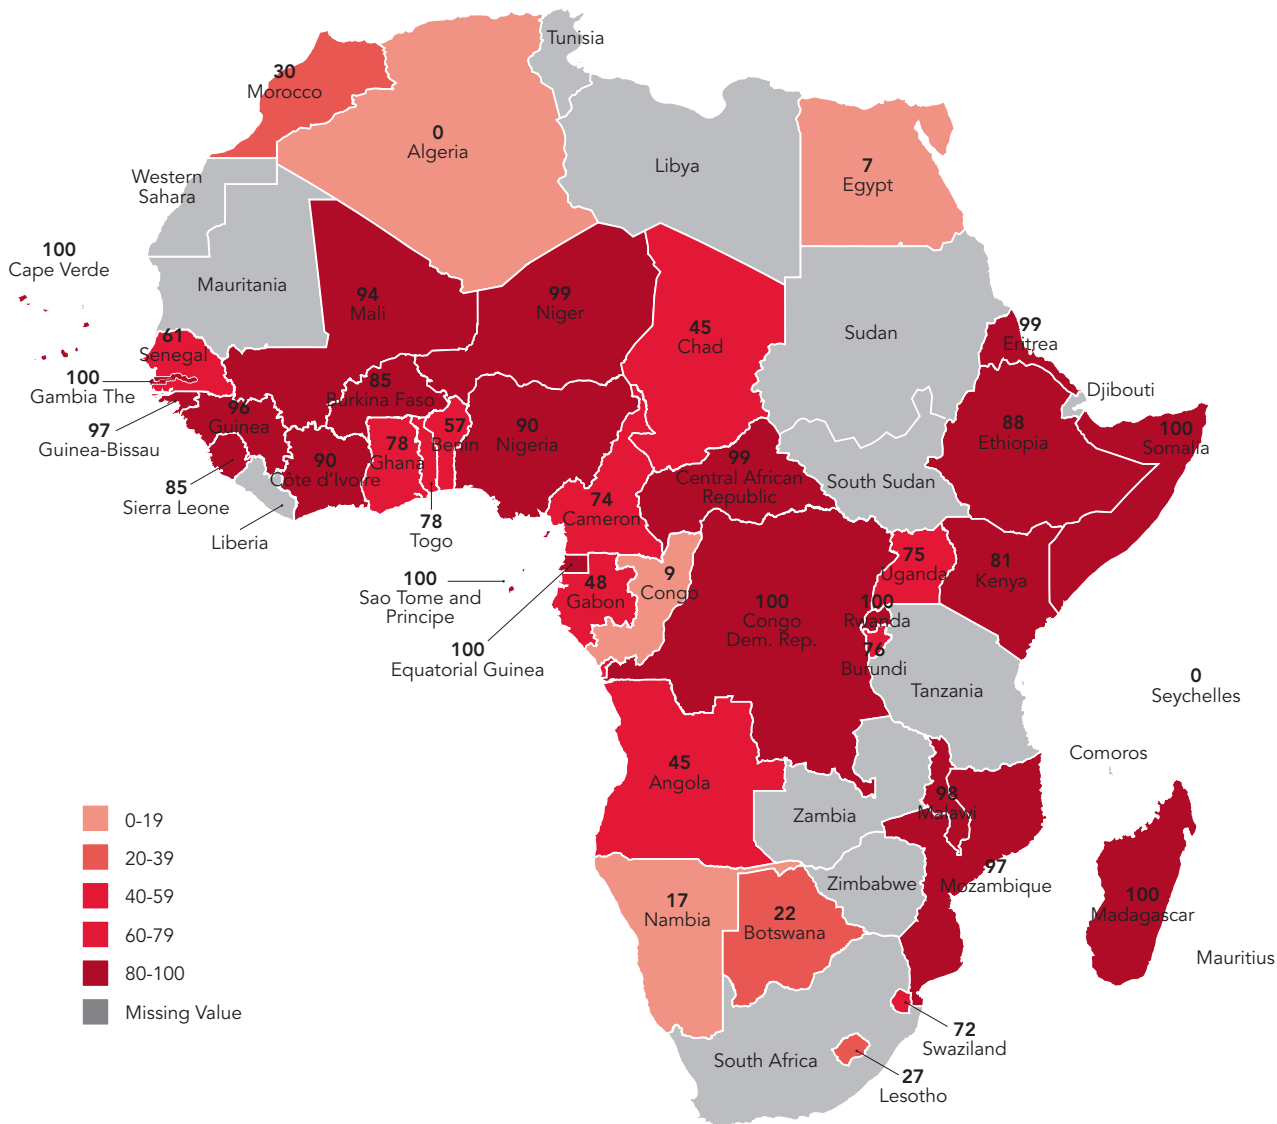 Tunisia
30
Morocco
0
Algeria
Libya
7
Egypt
Western
Sahara
100
Cape Verde
Mauritania
94
Mali
99
Niger
45
Chad
Sudan
99
Eritrea
61
Senegal
100
Gambia The
97
Guinea-Bissau
96
Guinea
85
Burkina Faso
57
Benin
90
Nigeria
78
Ghana
90
Côte d'Ivoire
Djibouti
88
Ethiopia
100
Somalia
99
Central African
Republic
South Sudan
85
Sierra Leone
Liberia
78
Togo
74
Cameron
100
Sao Tome and
Principe
48
Gabon
9
Congo
75
Uganda
81
Kenya
100
Congo
Dem. Rep.
100
Rwanda
76
Burundi
100
Equatorial Guinea
Tanzania
0
Seychelles
Comoros
45
Angola
Zambia
98
Malawi
97
Mozambique
Zimbabwe
100
Madagascar
Mauritius
17
Nambia
22
Botswana
72
Swaziland
South Africa
27
Lesotho
0-19
20-39
40-59
60-79
80-100
Missing Value